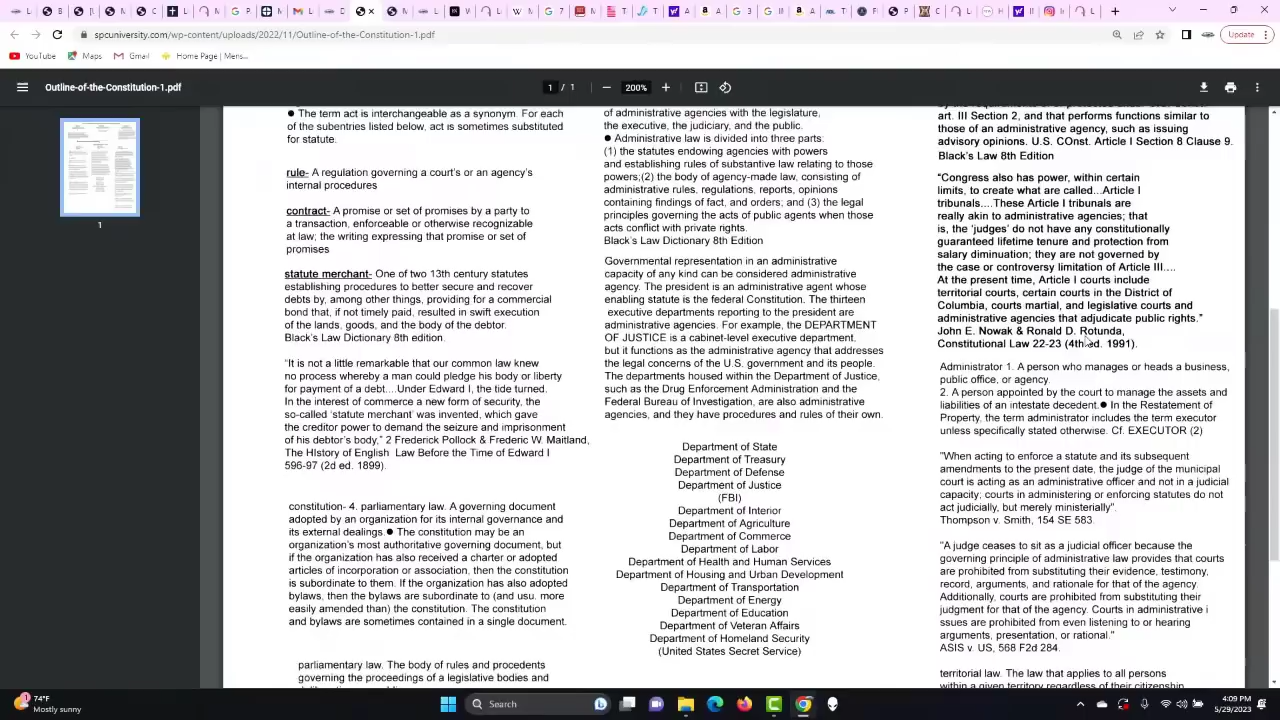 spcuniversity.com/wp-content/uploads/2022/11/Outline-of-the-Constitution-1.pdf
Update
YouTube
Maps
Gmail
Home Page | Mens...
Outline-of-the-Constitution-1.pdf
1 / 1
200%
1
● The term act is interchangeable as a synonym. For each
of the subentries listed below, act is sometimes substituted
for statute.
rule- A regulation governing a court's or an agency's
internal procedures
contract- A promise or set of promises by a party to
a transaction, enforceable or otherwise recognizable
at law; the writing expressing that promise or set of
promises
statute merchant- One of two 13th century statutes
establishing procedures to better secure and recover
debts by, among other things, providing for a commercial
bond that, if not timely paid, resulted in swift execution
of the lands, goods, and the body of the debtor.
Black's Law Dictionary 8th edition.
“It is not a little remarkable that our common law knew
no process whereby a man could pledge his body or liberty
for payment of a debt....Under Edward I, the tide turned.
In the interest of commerce a new form of security, the
so-called ‘statute merchant’ was invented, which gave
the creditor power to demand the seizure and imprisonment
of his debtor's body,” 2 Frederick Pollock & Frederic W. Maitland,
The HIstory of English Law Before the Time of Edward I
596-97 (2d ed. 1899).
constitution- 4. parliamentary law. A governing document
adopted by an organization for its internal governance and
its external dealings.● The constitution may be an
organization's most authoritative governing document, but
if the organization has also received a charter or adopted
articles of incorporation or association, then the constitution
is subordinate to them. If the organization has also adopted
bylaws, then the bylaws are subordinate to (and usu. more
easily amended than) the constitution. The constitution
and bylaws are sometimes contained in a single document.
parliamentary law. The body of rules and procedents
governing the proceedings of a legislative bodies and
of administrative agencies with the legislature,
the executive, the judiciary, and the public.
● Administrative law is divided into three parts:
(1) the statutes endowing agencies with powers
and establishing rules of substantive law relating to those
powers;(2) the body of agency-made law, consisting of
administrative rules, regulations, reports, opinions
containing findings of fact, and orders; and (3) the legal
principles governing the acts of public agents when those
acts conflict with private rights.
Black's Law Dictionary 8th Edition
Governmental representation in an administrative
capacity of any kind can be considered administrative
agency. The president is an administrative agent whose
enabling statute is the federal Constitution. The thirteen
executive departments reporting to the president are
administrative agencies. For example, the DEPARTMENT
OF JUSTICE is a cabinet-level executive department,
but it functions as the administrative agency that addresses
the legal concerns of the U.S. government and its people.
The departments housed within the Department of Justice,
such as the Drug Enforcement Administration and the
Federal Bureau of Investigation, are also administrative
agencies, and they have procedures and rules of their own.
Department of State
Department of Treasury
Department of Defense
Department of Justice
(FBI)
Department of Interior
Department of Agriculture
Department of Commerce
Department of Labor
Department of Health and Human Services
Department of Housing and Urban Development
Department of Transportation
Department of Energy
Department of Education
Department of Veteran Affairs
Department of Homeland Security
(United States Secret Service)
art. III Section 2, and that performs functions similar to
those of an administrative agency, such as issuing
advisory opinions. U.S. COnst. Article I Section 8 Clause 9.
Black's Law 8th Edition
“Congress also has power, within certain
limits, to create what are called...Article I
tribunals....These Article I tribunals are
really akin to administrative agencies; that
is, the ‘judges’ do not have any constitutionally
guaranteed lifetime tenure and protection from
salary diminuation; they are not governed by
the case or controversy limitation of Article III....
At the present time, Article I courts include
territorial courts, certain courts in the District of
Columbia, courts martial, and legislative courts and
administrative agencies that adjudicate public rights.”
John E. Nowak & Ronald D. Rotunda,
Constitutional Law 22-23 (4th ed. 1991).
Administrator 1. A person who manages or heads a business,
public office, or agency.
2. A person appointed by the court to manage the assets and
liabilities of an intestate decedent.● In the Restatement of
Property, the term administrator includes the term executor
unless specifically stated otherwise. Cf. EXECUTOR (2)
"When acting to enforce a statute and its subsequent
amendments to the present date, the judge of the municipal
court is acting as an administrative officer and not in a judicial
capacity; courts in administering or enforcing statutes do not
act judicially, but merely ministerially".
Thompson v. Smith, 154 SE 583.
"A judge ceases to sit as a judicial officer because the
governing principle of administrative law provides that courts
are prohibited from substituting their evidence, testimony,
record, arguments, and rationale for that of the agency.
Additionally, courts are prohibited from substituting their
judgment for that of the agency. Courts in administrative i
ssues are prohibited from even listening to or hearing
arguments, presentation, or rational."
ASIS v. US, 568 F2d 284.
territorial law. The law that applies to all persons
within a given territory regardless of their citizenship
74°F
Mostly sunny
Search
4:09 PM
5/29/2023